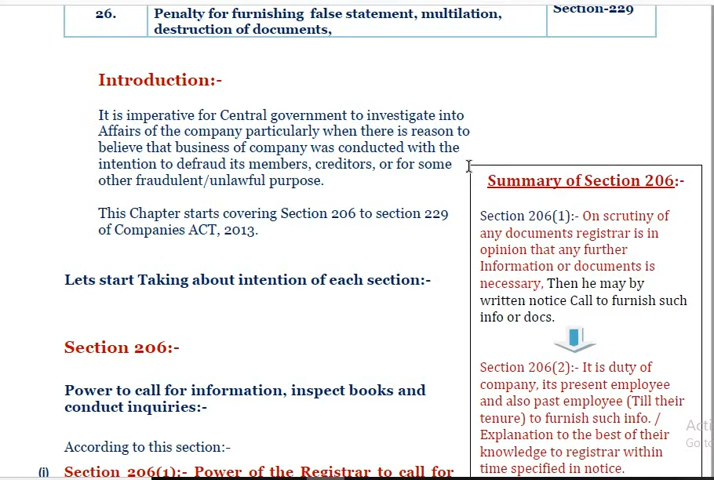 26.
Penalty for furnishing false statement, multilation,
destruction of documents,
Section-229
Introduction:-
It is imperative for Central government to investigate into
Affairs of the company particularly when there is reason to
believe that business of company was conducted with the
intention to defraud its members, creditors, or for some
other fraudulent/unlawful purpose.
This Chapter starts covering Section 206 to section 229
of Companies ACT, 2013.
Lets start Taking about intention of each section:-
Section 206:-
Power to call for information, inspect books and
conduct inquiries:-
According to this section:-
(i) Section 206(1):- Power of the Registrar to call for
Summary of Section 206:-
Section 206(1):- On scrutiny of
any documents registrar is in
opinion that any further
Information or documents is
necessary, Then he may by
written notice Call to furnish such
info or docs.
Section 206(2):- It is duty of
company, its present employee
and also past employee (Till their
tenure) to furnish such info. /
Explanation to the best of their
knowledge to registrar within
time specified in notice.